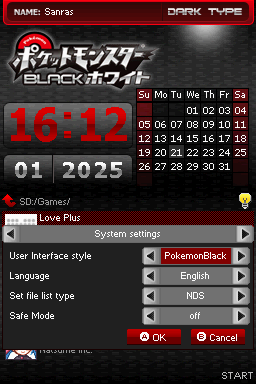 NAME: Sanras
DARK TYPE
ポケットモンスター
BLACK ホワイト
16:12
01 2025
Su Mo Tu We Th Fr Sa
01 02 03 04
05 06 07 08 09 10 11
12 13 14 15 16 17 18
19 20 21 22 23 24 25
26 27 28 29 30 31
SD:/Games/
Love Plus
System settings
User Interface style PokemonBlack
Language English
Set file list type NDS
Safe Mode off
A OK B Cancel
Natsume Inc.
START